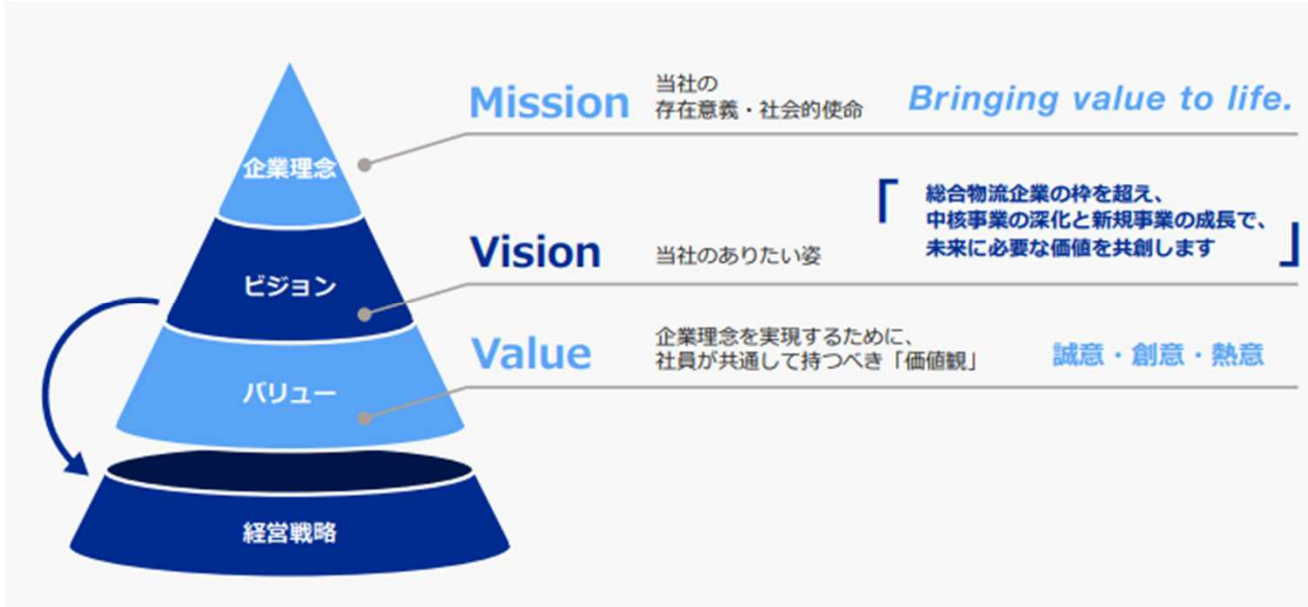 Mission
当社の
存在意義・社会的使命
Bringing value to life.
企業理念
Vision
当社のありたい姿
「
総合物流企業の枠を超え、
中核事業の深化と新規事業の成長で、
未来に必要な価値を共創します
」
ビジョン
Value
企業理念を実現するために、
社員が共通して持つべき「価値観」
誠意・創意・熱意
バリュー
経営戦略